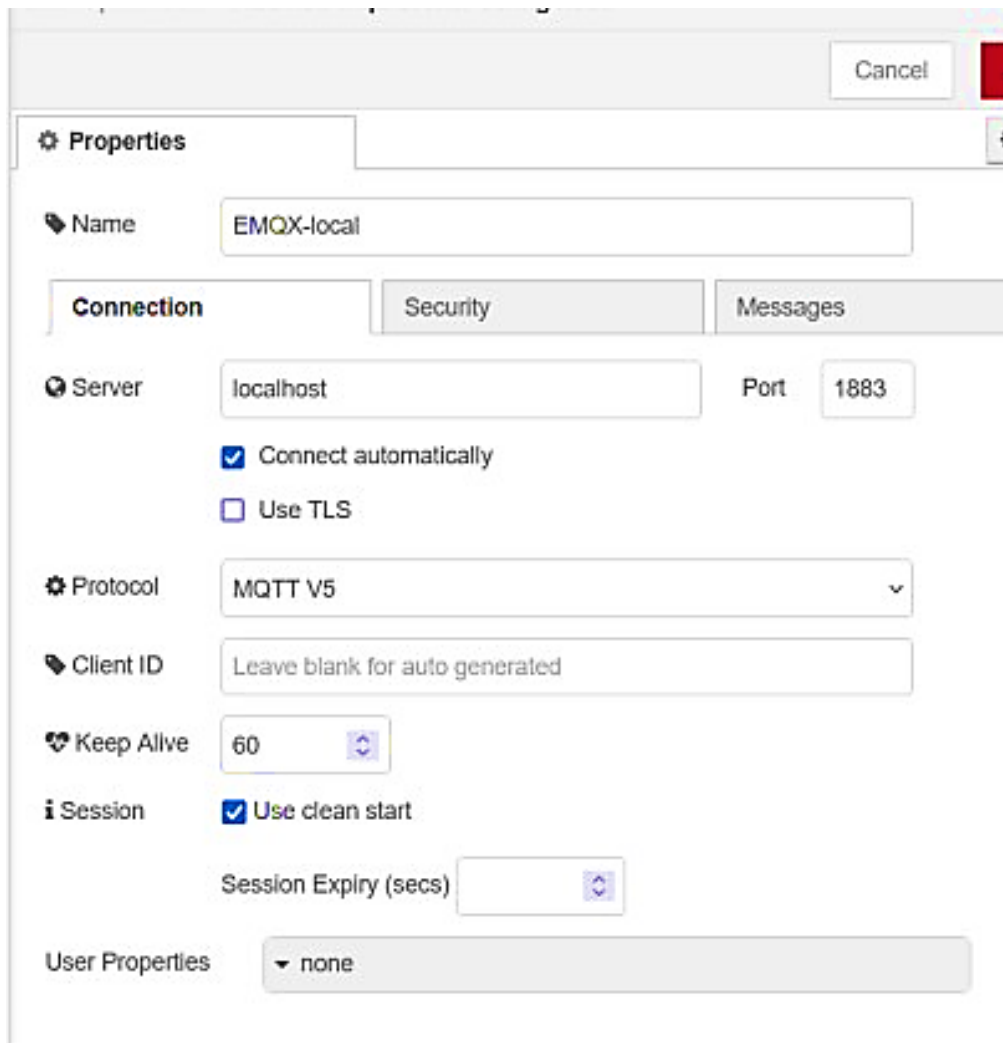 Cancel
Properties
Name EMQX-local
Connection Security Messages
Server localhost Port 1883
Connect automatically
Use TLS
Protocol MQTT V5
Client ID Leave blank for auto generated
Keep Alive 60
Session Use clean start
Session Expiry (secs)
User Properties none